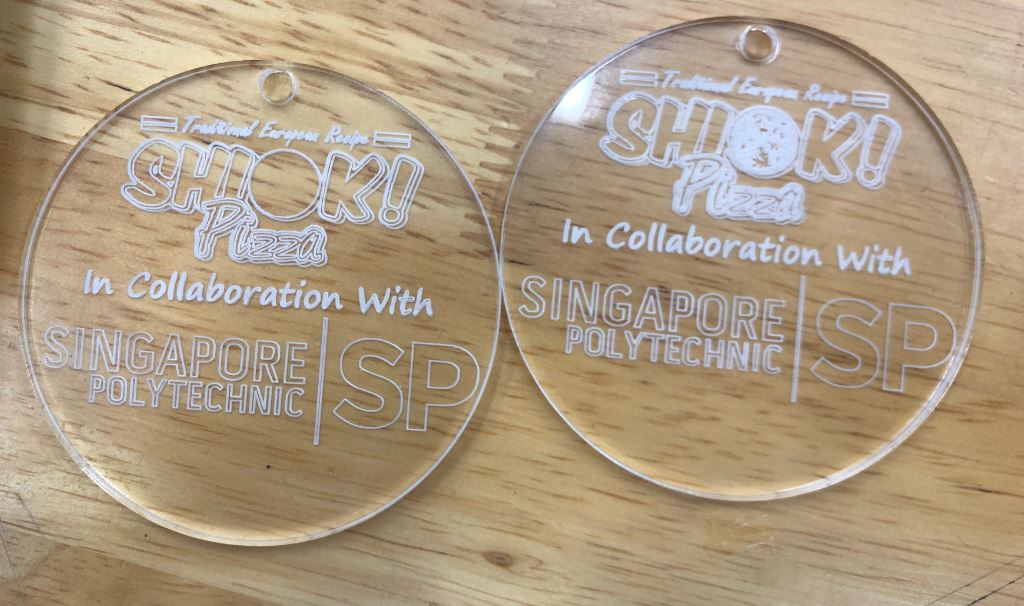 Traditional European Recipe
SHIOK!
Pizza
In Collaboration With
SINGAPORE
POLYTECHNIC
SP
Traditional European Recipe
SHIOK!
Pizza
In Collaboration With
SINGAPORE
POLYTECHNIC
SP